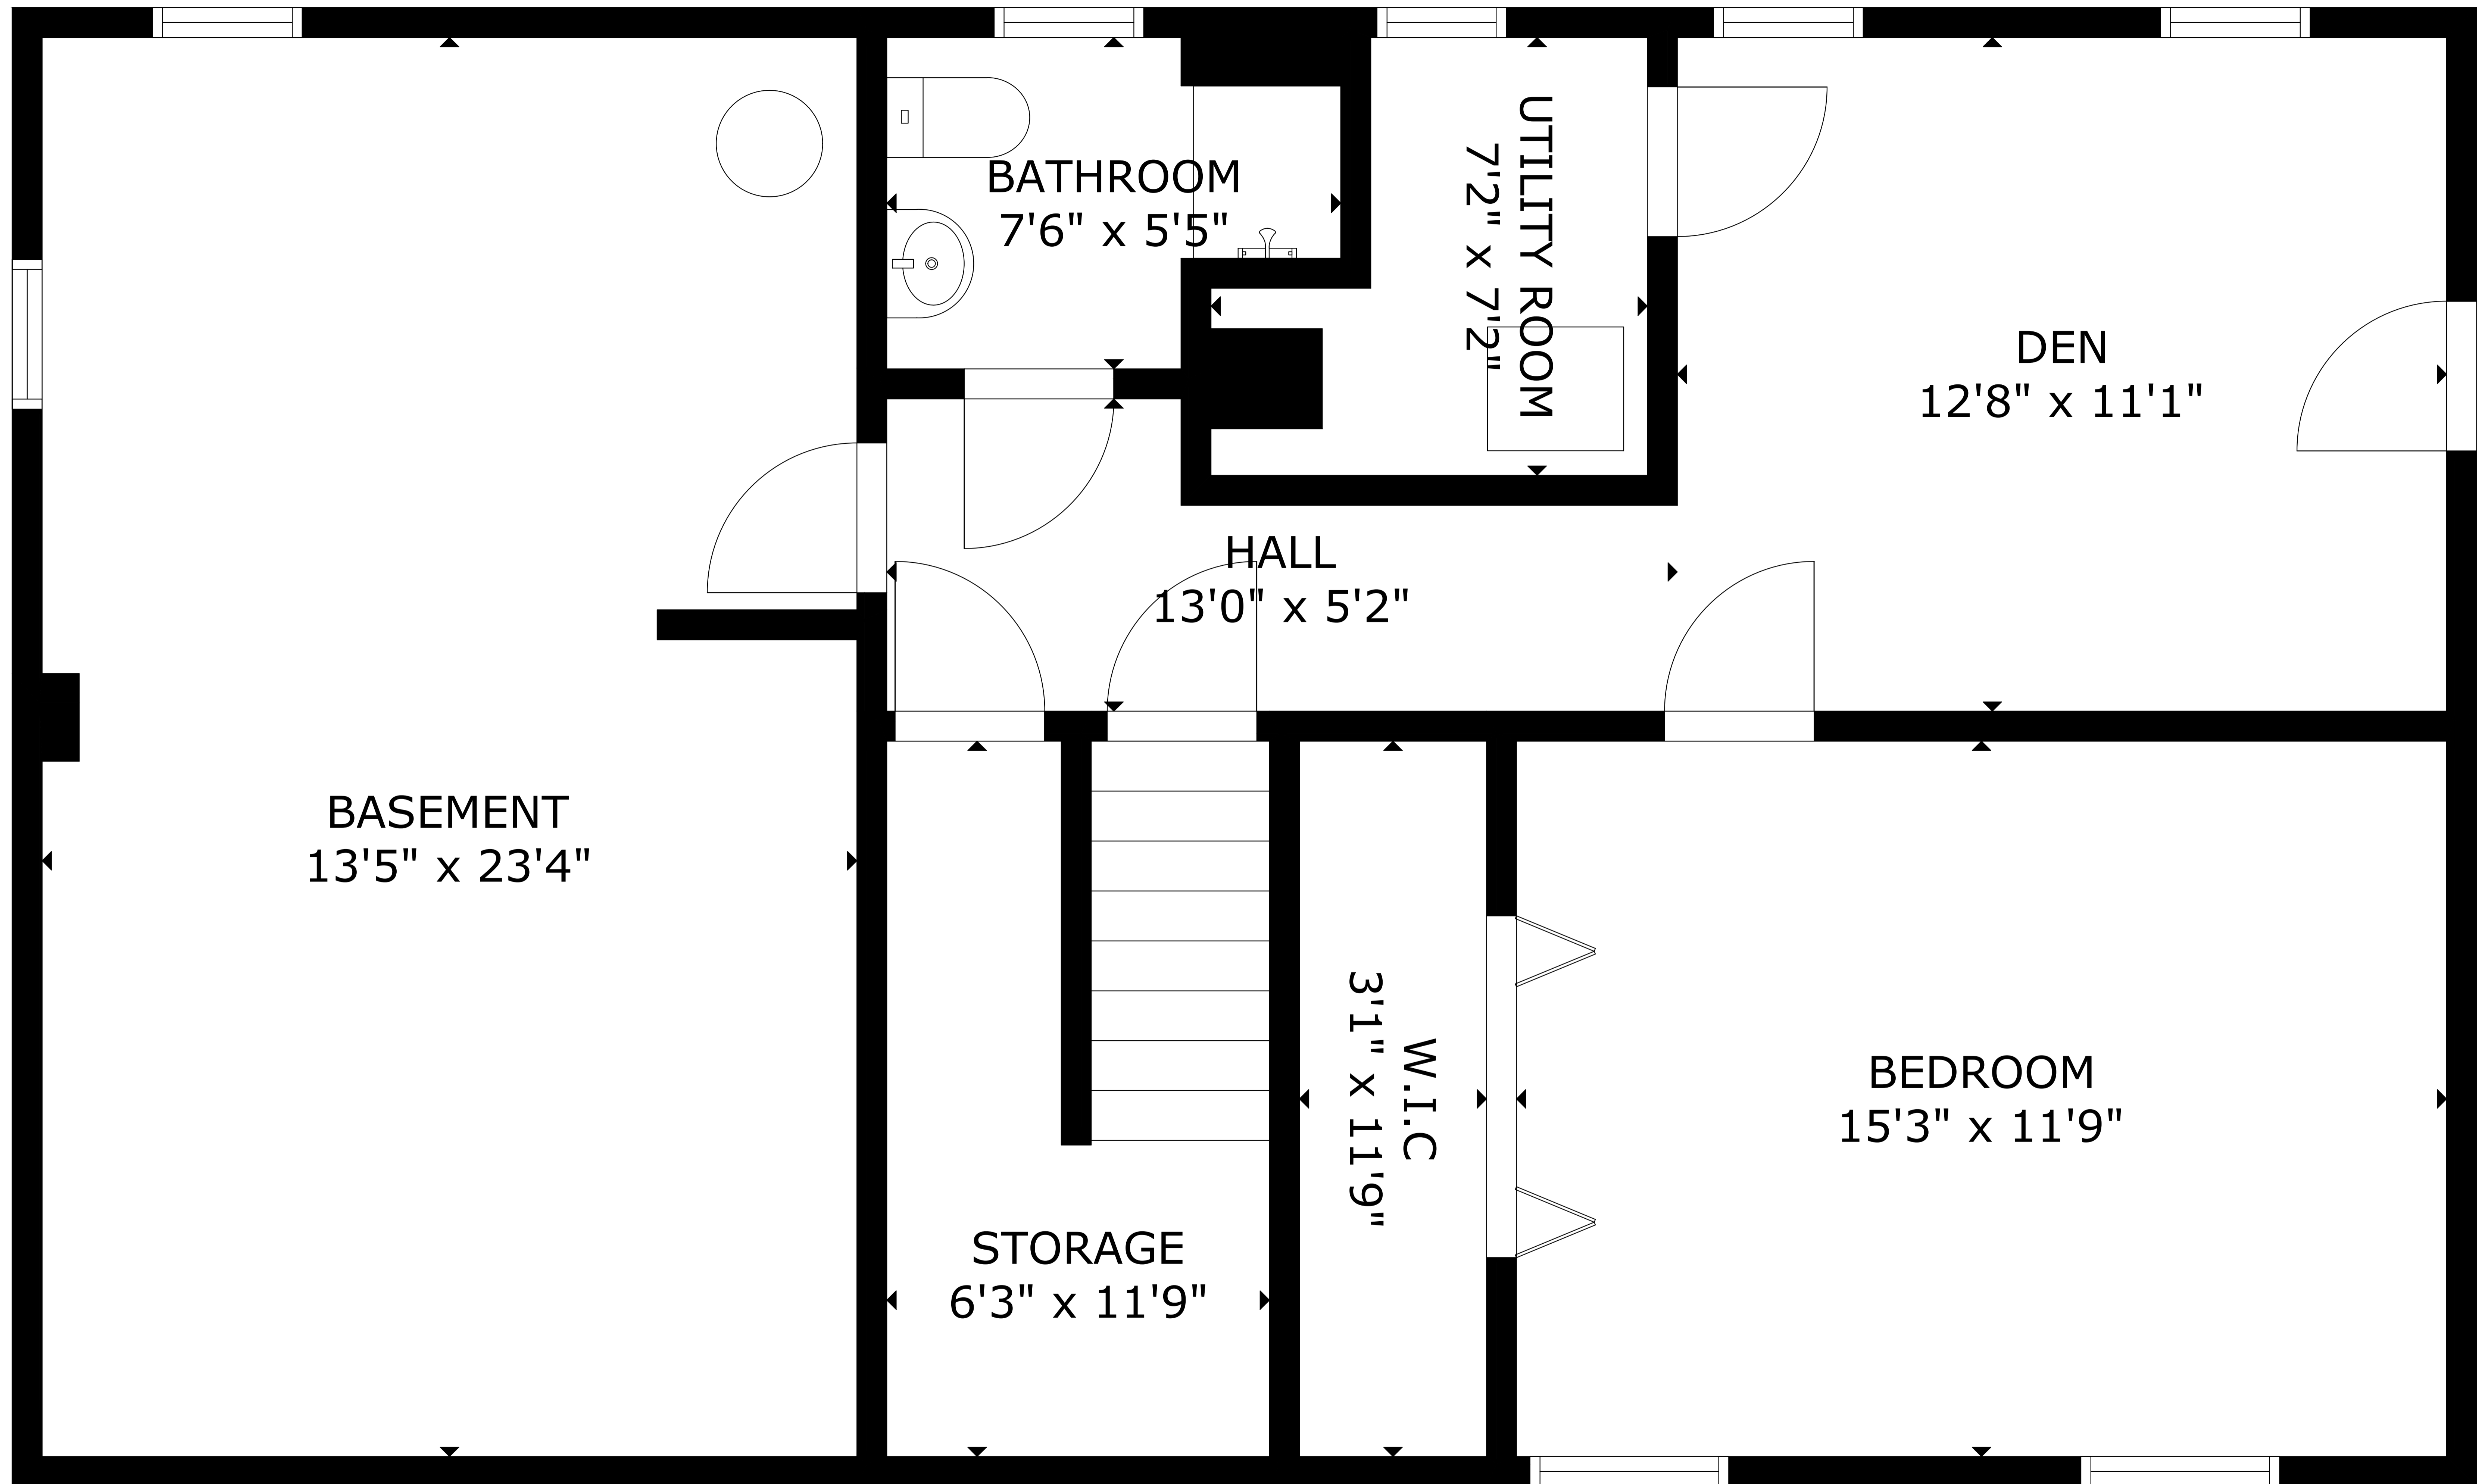 BATHROOM
7'6" x 5'5"
UTILITY ROOM
7'2" x 7'2"
DEN
12'8" x 11'1"
HALL
13'0" x 5'2"
BASEMENT
13'5" x 23'4"
W.I.C
3'1" x 11'9"
BEDROOM
15'3" x 11'9"
STORAGE
6'3" x 11'9"